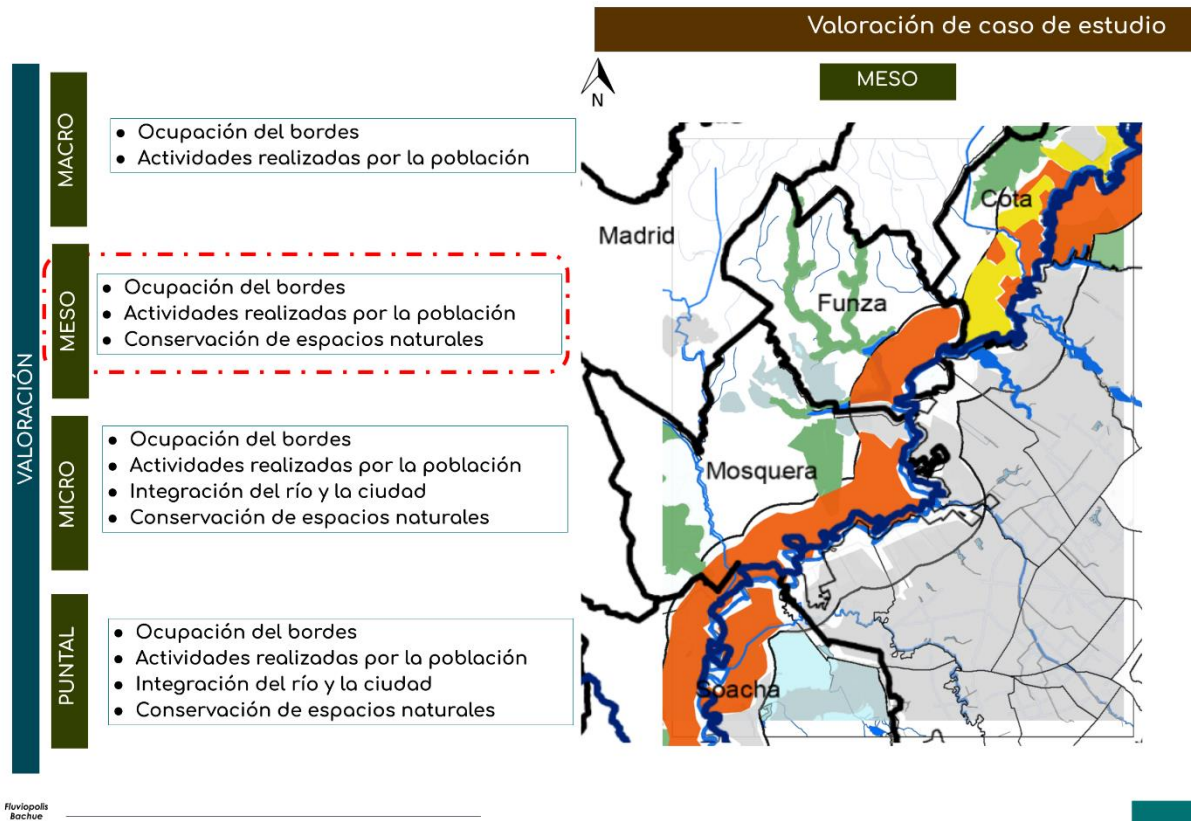 Valoración de caso de estudio
VALORACIÓN
MACRO
• Ocupación del bordes
• Actividades realizadas por la población
MESO
• Ocupación del bordes
• Actividades realizadas por la población
• Conservación de espacios naturales
MICRO
• Ocupación del bordes
• Actividades realizadas por la población
• Integración del río y la ciudad
• Conservación de espacios naturales
PUNTAL
• Ocupación del bordes
• Actividades realizadas por la población
• Integración del río y la ciudad
• Conservación de espacios naturales
MESO
N
Cota
Madrid
Funza
Mosquera
Soacha
Fluviopolis
Bachue